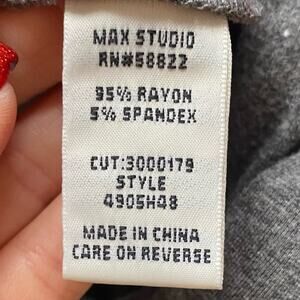 MAX STUDIO
RN#58822
95% RAYON
5% SPANDEX
CUT:3000179
STYLE
4905H48
MADE IN CHINA
CARE ON REVERSE